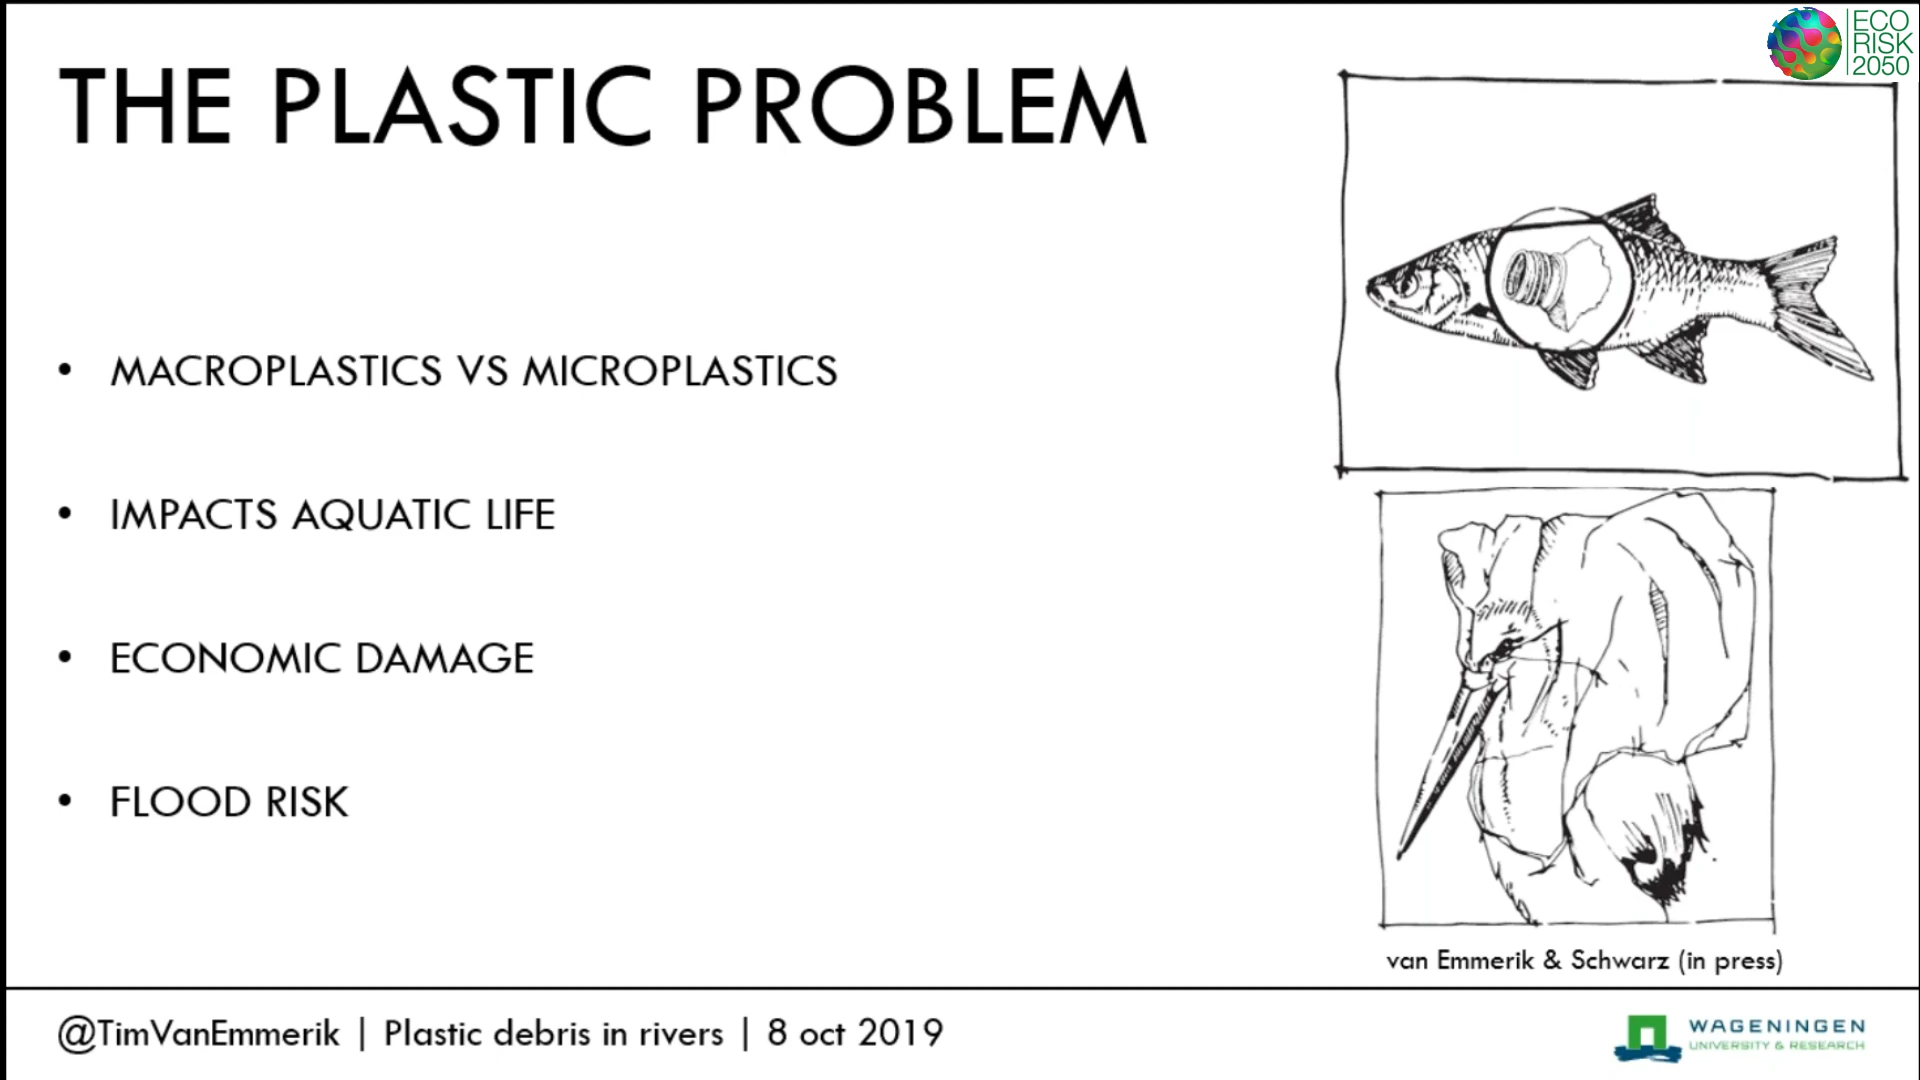 ECO
RISK
2050
THE PLASTIC PROBLEM
• MACROPLASTICS VS MICROPLASTICS
• IMPACTS AQUATIC LIFE
• ECONOMIC DAMAGE
• FLOOD RISK
van Emmerik & Schwarz (in press)
@TimVanEmmerik | Plastic debris in rivers | 8 oct 2019
WAGENINGEN
UNIVERSITY & RESEARCH